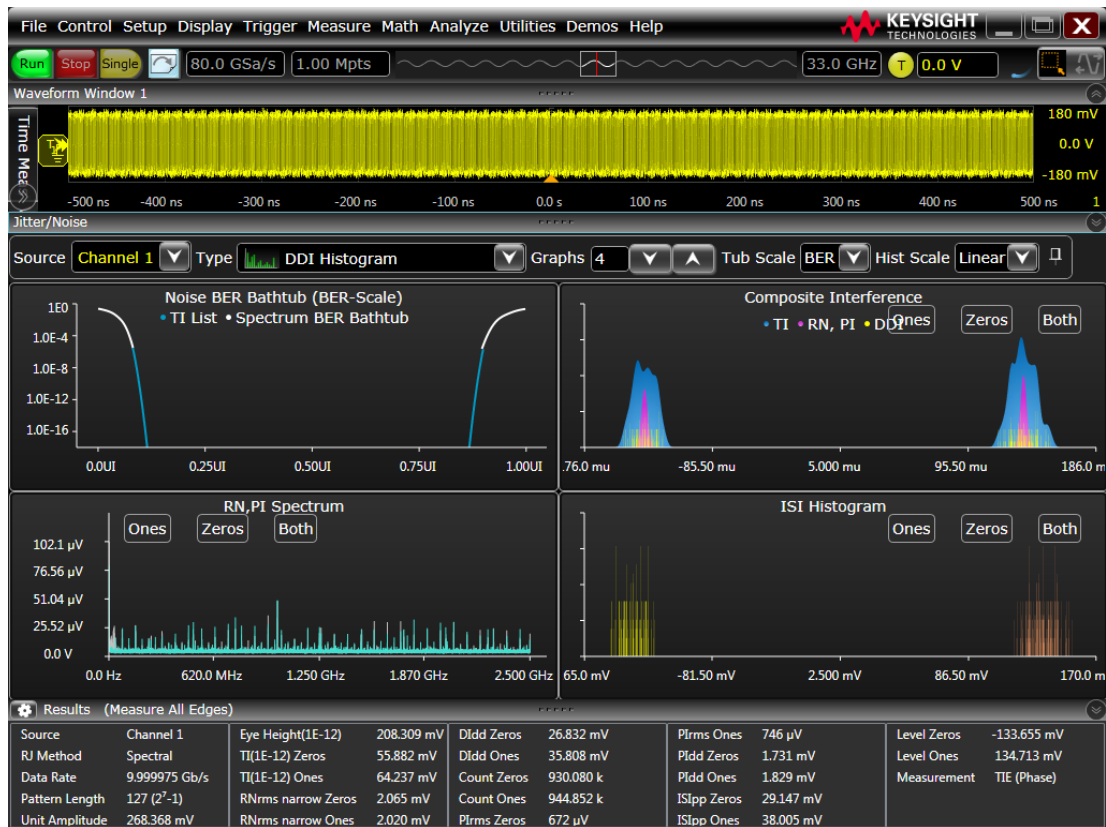 File Control Setup Display Trigger Measure Math Analyze Utilities Demos Help
KEYSIGHT
TECHNOLOGIES
Run Stop Single 80.0 GSa/s 1.00 Mpts 33.0 GHz T 0.0 V
Waveform Window 1
Time Mea
180 mV
0.0 V
-180 mV
-500 ns -400 ns -300 ns -200 ns -100 ns 0.0 s 100 ns 200 ns 300 ns 400 ns 500 ns 1
Jitter/Noise
Source Channel 1 Type DDI Histogram Graphs 4 Tub Scale BER Hist Scale Linear
Noise BER Bathtub (BER-Scale)
TI List Spectrum BER Bathtub
1E0
1.0E-4
1.0E-8
1.0E-12
1.0E-16
0.0UI 0.25UI 0.50UI 0.75UI 1.00UI
Composite Interference
TI RN, PI DDI
Ones Zeros Both
.76.0 mu -85.50 mu 5.000 mu 95.50 mu 186.0 m
RN,PI Spectrum
Ones Zeros Both
102.1 µV
76.56 µV
51.04 µV
25.52 µV
0.0 V
0.0 Hz 620.0 MHz 1.250 GHz 1.870 GHz 2.500 GHz
ISI Histogram
Ones Zeros Both
65.0 mV -81.50 mV 2.500 mV 86.50 mV 170.0 m
Results (Measure All Edges)
Source Channel 1 Eye Height(1E-12) 208.309 mV DIdd Zeros 26.832 mV PIrms Ones 746 µV Level Zeros -133.655 mV
RJ Method Spectral TI(1E-12) Zeros 55.882 mV DIdd Ones 35.808 mV PIdd Zeros 1.731 mV Level Ones 134.713 mV
Data Rate 9.999975 Gb/s TI(1E-12) Ones 64.237 mV Count Zeros 930.080 k PIdd Ones 1.829 mV Measurement TIE (Phase)
Pattern Length 127 (2⁷-1) RNrms narrow Zeros 2.065 mV Count Ones 944.852 k ISIpp Zeros 29.147 mV
Unit Amplitude 268.368 mV RNrms narrow Ones 2.020 mV PIrms Zeros 672 µV ISIpp Ones 38.005 mV